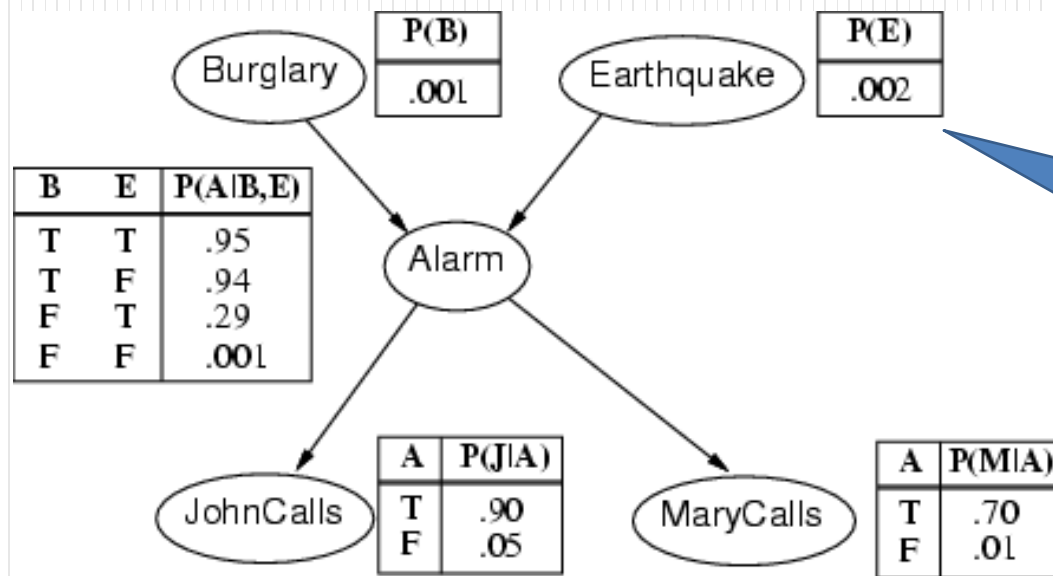 P(B)
Burglary
.001
P(E)
Earthquake
.002
B E P(A|B,E)
T T .95
T F .94
F T .29
F F .001
Alarm
A P(J|A)
T .90
F .05
JohnCalls
A P(M|A)
T .70
F .01
MaryCalls